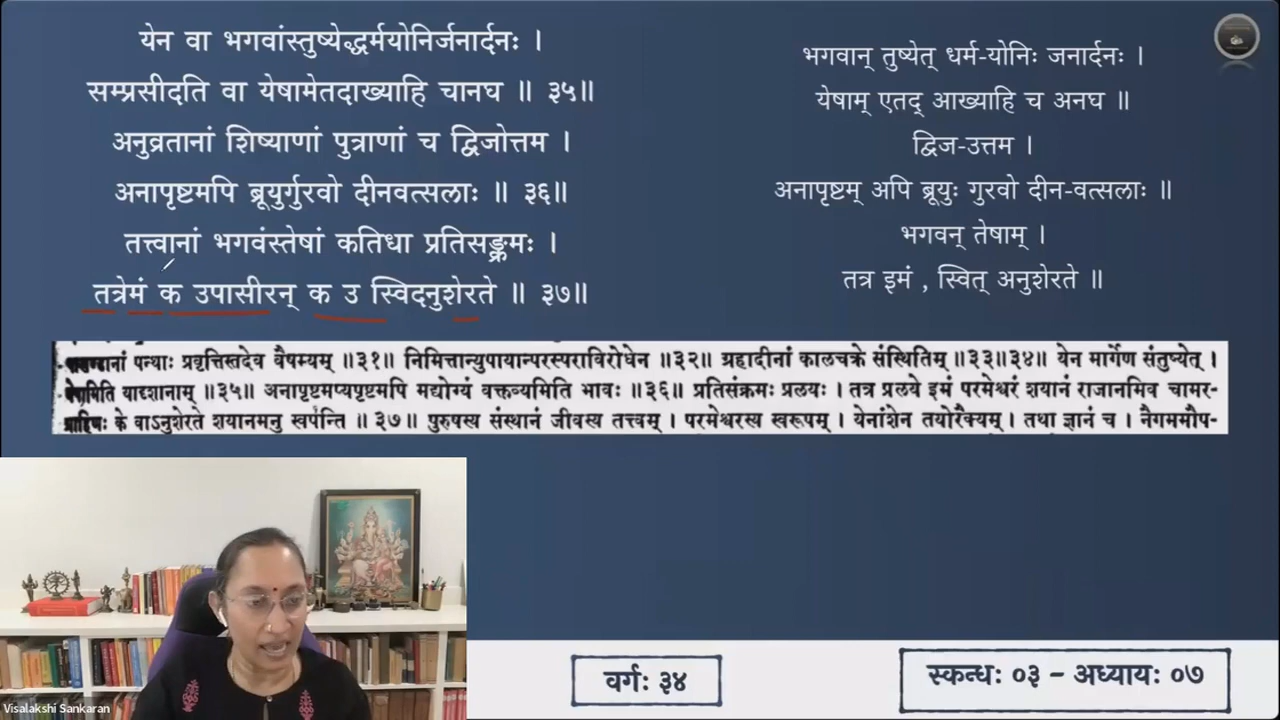 येन वा भगवांस्तुष्येद्धर्मयोनिर्जनार्दनः ।
सम्प्रसीदति वा येषामेतदाख्याहि चानघ ॥ ३५॥
अनुव्रतानां शिष्याणां पुत्राणां च द्विजोत्तम ।
अनापृष्टमपि ब्रूयुर्गुरवो दीनवत्सलाः ॥ ३६॥
तत्त्वानां भगवंस्तेषां कतिधा प्रतिसङ्क्रमः ।
तत्रेमं क उपासीरन् क उ स्विदनुशेरते ॥ ३७॥
भगवान् तुष्येत् धर्म-योनिः जनार्दनः ।
येषाम् एतद् आख्याहि च अनघ ॥
द्विज-उत्तम ।
अनापृष्टम् अपि ब्रूयुः गुरवो दीन-वत्सलाः ॥
भगवन् तेषाम् ।
तत्र इमं , स्वित् अनुशेरते ॥
पन्थाः प्रवृत्तिस्तदेव वैषम्यम् ॥३१॥ निमित्तान्युपायान्परस्पराविरोधेन ॥३२॥ ग्रहादीनां कालचक्रे संस्थितिम् ॥३३॥३४॥ येन मार्गेण संतुष्येत् ।
येषामिति यादृशानाम् ॥३५॥ अनापृष्टमप्यपृष्टमपि मद्योग्यं वक्तव्यमिति भावः ॥३६॥ प्रतिसंक्रमः प्रलयः । तत्र प्रलये इमं परमेश्वरं शयानं राजानमिव चामर-
ग्राहिणः के वाऽनुशेरते शयानमनु स्वपन्ति ॥ ३७॥ पुरुषस्य संस्थानं जीवस्य तत्त्वम् । परमेश्वरस्य स्वरूपम् । येनांशेन तयोरैक्यम् । तथा ज्ञानं च । नैगममौप-
Visalakshi Sankaran
वर्गः ३४
स्कन्धः ०३ – अध्यायः ०७